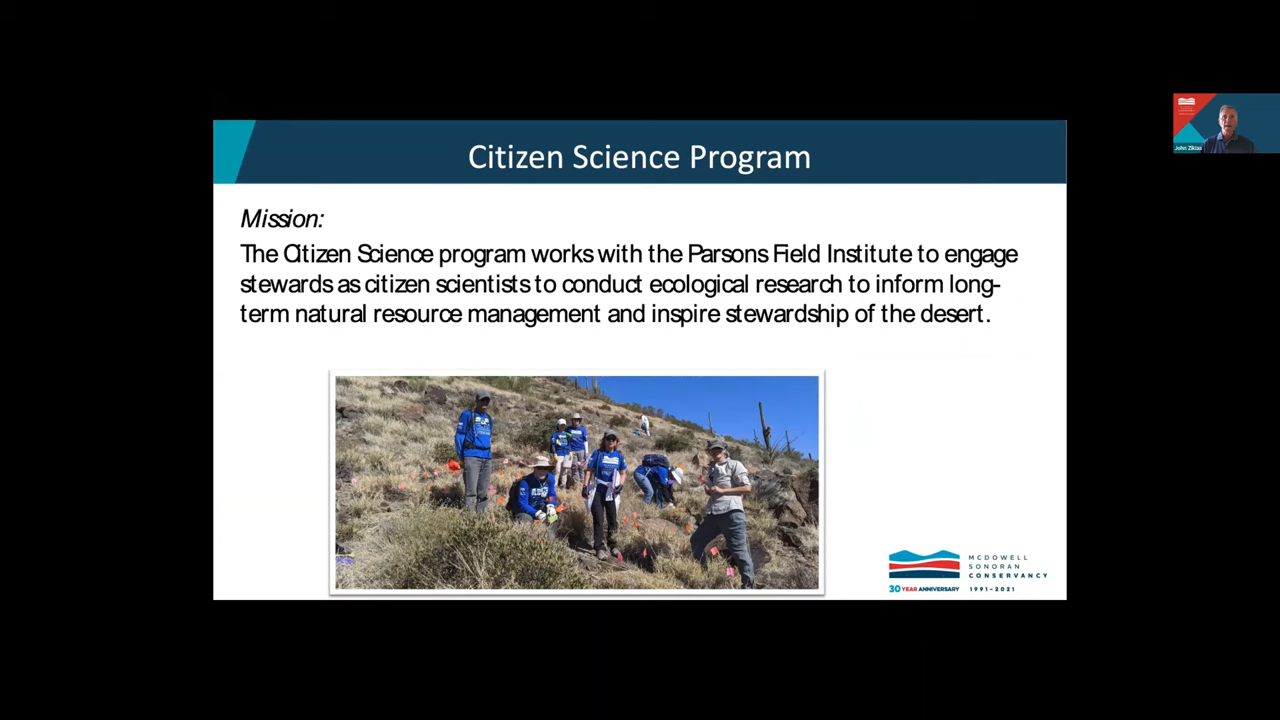 Citizen Science Program
Mission:
The Citizen Science program works with the Parsons Field Institute to engage
stewards as citizen scientists to conduct ecological research to inform long-
term natural resource management and inspire stewardship of the desert.
MCDOWELL
SONORAN
CONSERVANCY
30 YEAR ANNIVERSARY 1991-2021
John Zikias